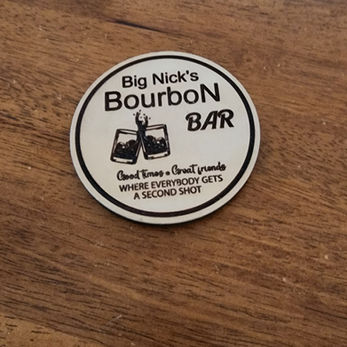 Big Nick's
BourboN
BAR
Good times & Great friends
WHERE EVERYBODY GETS
A SECOND SHOT